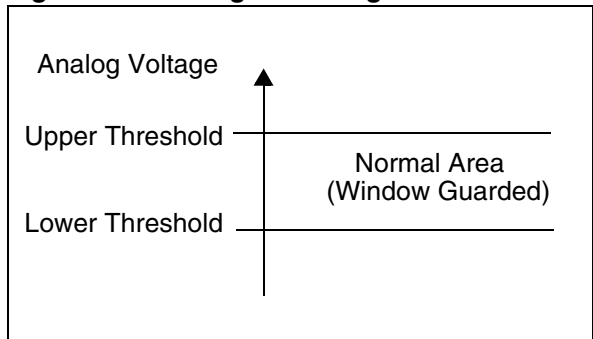 Analog Voltage
Upper Threshold
Normal Area
(Window Guarded)
Lower Threshold